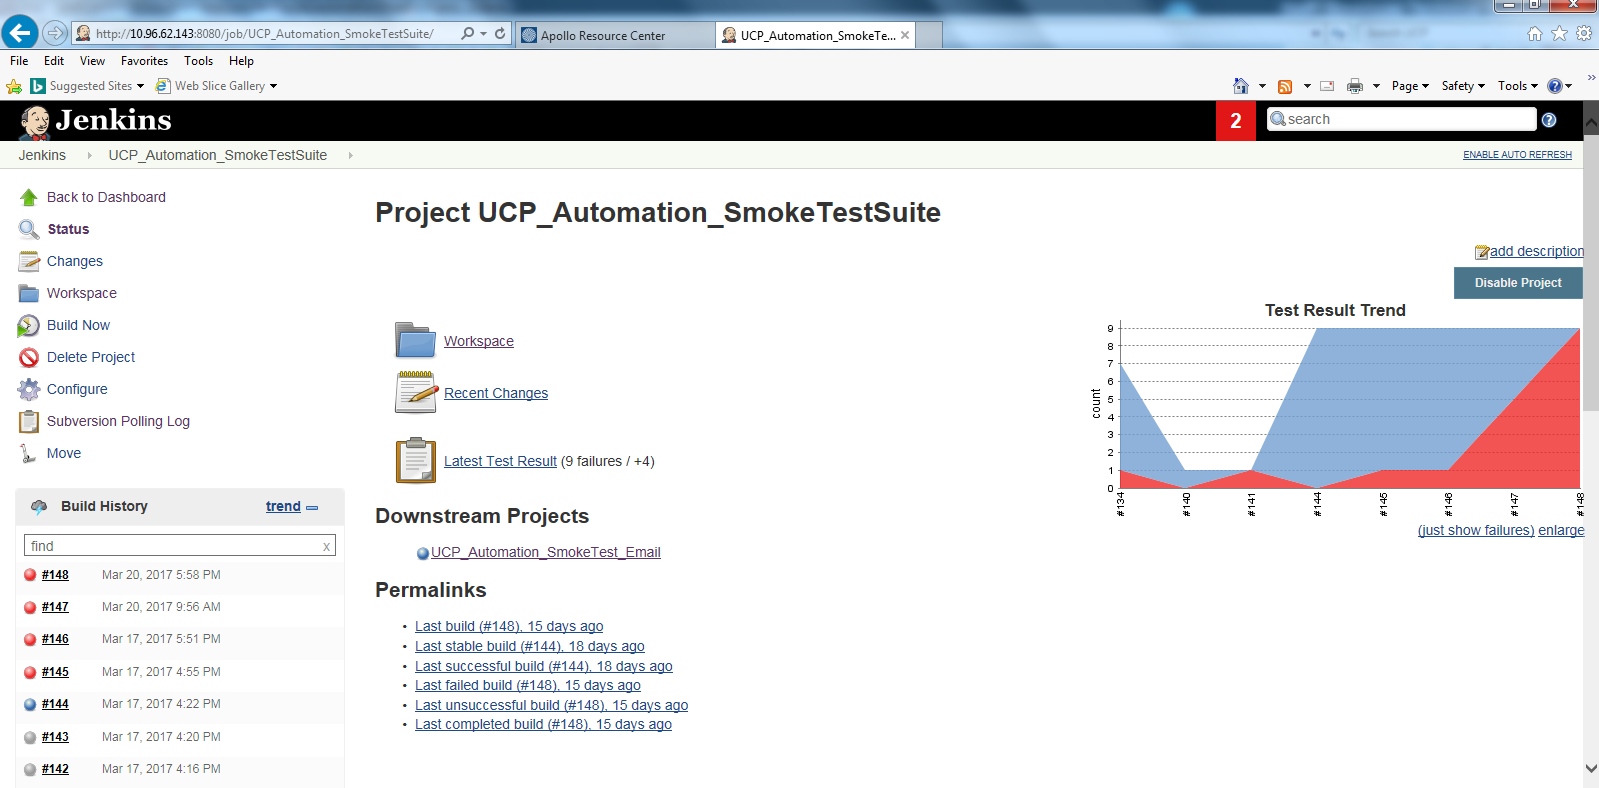 http://10.96.62.143:8080/job/UCP_Automation_SmokeTestSuite/
Apollo Resource Center
UCP_Automation_SmokeTe...
File Edit View Favorites Tools Help
Suggested Sites
Web Slice Gallery
Page Safety Tools
Jenkins
2
search
Jenkins
UCP_Automation_SmokeTestSuite
ENABLE AUTO REFRESH
Back to Dashboard
Status
Changes
Workspace
Build Now
Delete Project
Configure
Subversion Polling Log
Move
Build History
trend
find
x
#148 Mar 20, 2017 5:58 PM
#147 Mar 20, 2017 9:56 AM
#146 Mar 17, 2017 5:51 PM
#145 Mar 17, 2017 4:55 PM
#144 Mar 17, 2017 4:22 PM
#143 Mar 17, 2017 4:20 PM
#142 Mar 17, 2017 4:16 PM
Project UCP_Automation_SmokeTestSuite
add description
Disable Project
Workspace
Recent Changes
Latest Test Result (9 failures / +4)
Downstream Projects
UCP_Automation_SmokeTest_Email
Permalinks
• Last build (#148), 15 days ago
• Last stable build (#144), 18 days ago
• Last successful build (#144), 18 days ago
• Last failed build (#148), 15 days ago
• Last unsuccessful build (#148), 15 days ago
• Last completed build (#148), 15 days ago
Test Result Trend
count
9
8
7
6
5
4
3
2
1
0
#134 #140 #141 #144 #145 #146 #147 #148
(just show failures) enlarge